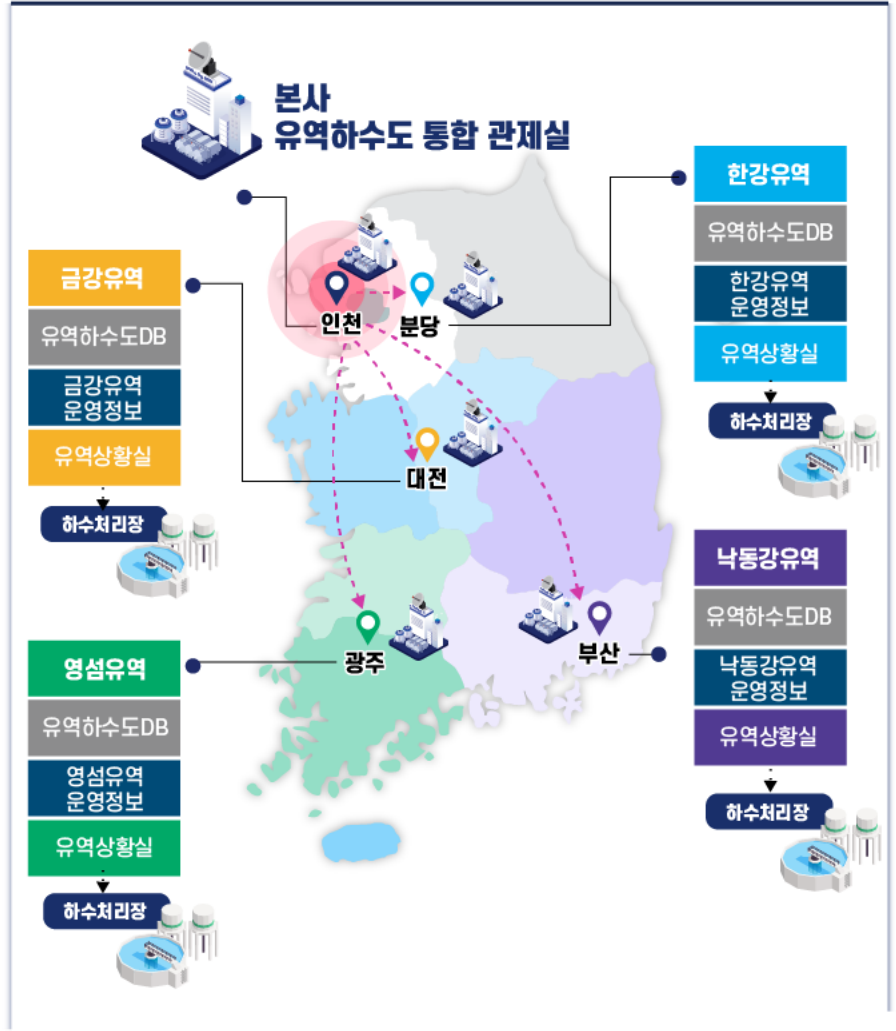 본사
유역하수도 통합 관제실
한강유역
유역하수도DB
한강유역
운영정보
유역상황실
하수처리장
금강유역
유역하수도DB
금강유역
운영정보
유역상황실
하수처리장
인천
분당
대전
광주
부산
낙동강유역
유역하수도DB
낙동강유역
운영정보
유역상황실
하수처리장
영섬유역
유역하수도DB
영섬유역
운영정보
유역상황실
하수처리장